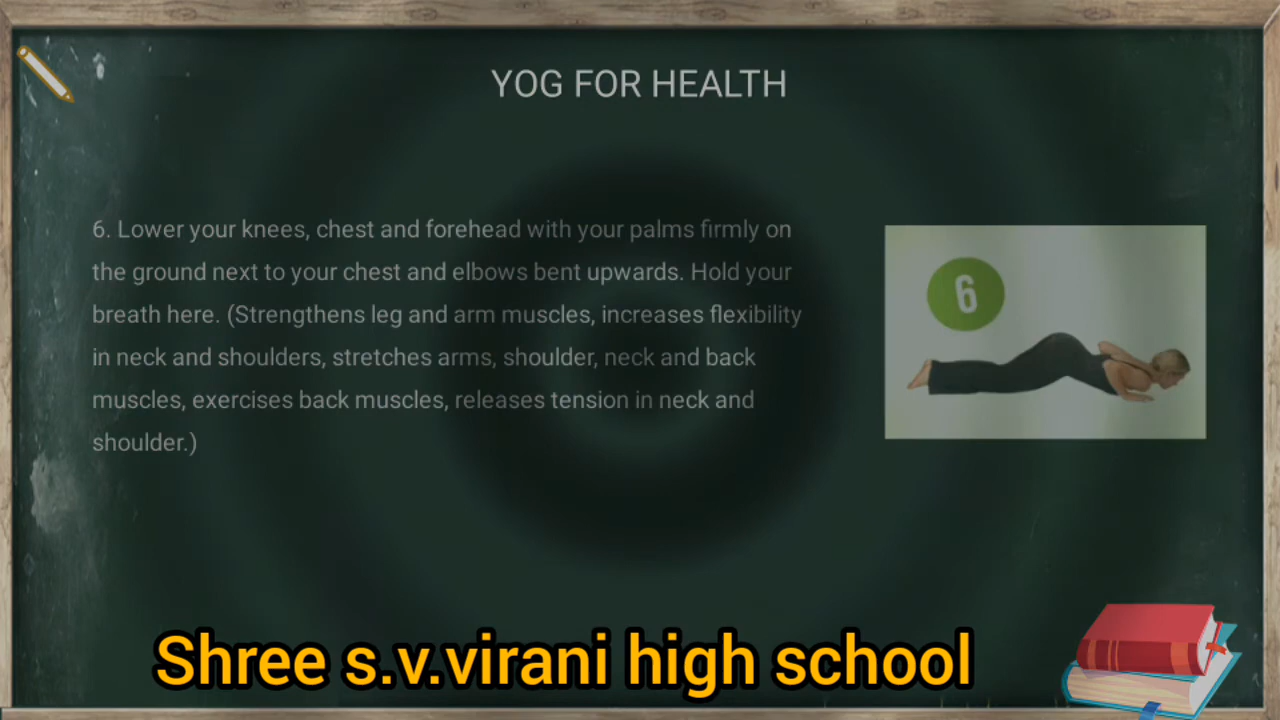 YOG FOR HEALTH
6. Lower your knees, chest and forehead with your palms firmly on
the ground next to your chest and elbows bent upwards. Hold your
breath here. (Strengthens leg and arm muscles, increases flexibility
in neck and shoulders, stretches arms, shoulder, neck and back
muscles, exercises back muscles, releases tension in neck and
shoulder.)
6
Shree s.v.virani high school